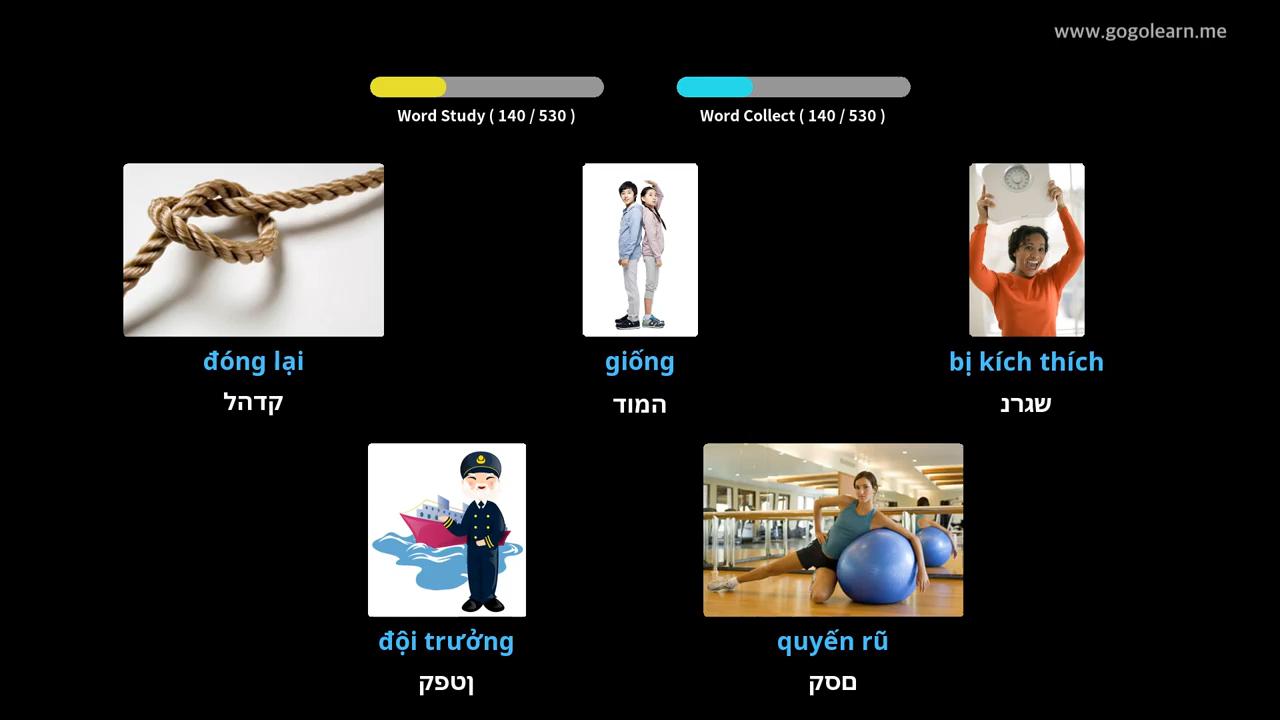 www.gogolearn.me
Word Study ( 140 / 530 )
Word Collect ( 140 / 530 )
đóng lại
קדהל
giống
המוד
bị kích thích
שגרנ
đội trưởng
ןטפק
quyến rũ
םסק